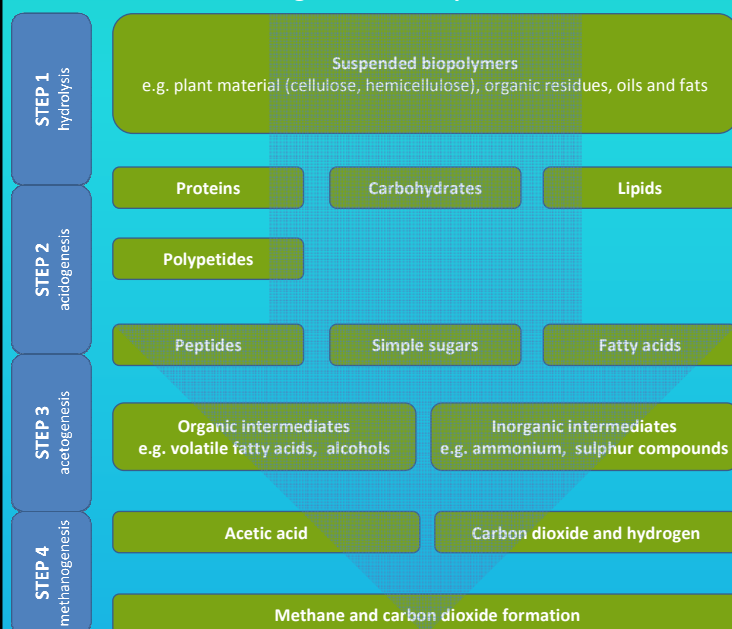 STEP 1
hydrolysis
Suspended biopolymers
e.g. plant material (cellulose, hemicellulose), organic residues, oils and fats
Proteins
Carbohydrates
Lipids
STEP 2
acidogenesis
Polypetides
Peptides
Simple sugars
Fatty acids
STEP 3
acetogenesis
Organic intermediates
e.g. volatile fatty acids, alcohols
Inorganic intermediates
e.g. ammonium, sulphur compounds
STEP 4
methanogenesis
Acetic acid
Carbon dioxide and hydrogen
Methane and carbon dioxide formation